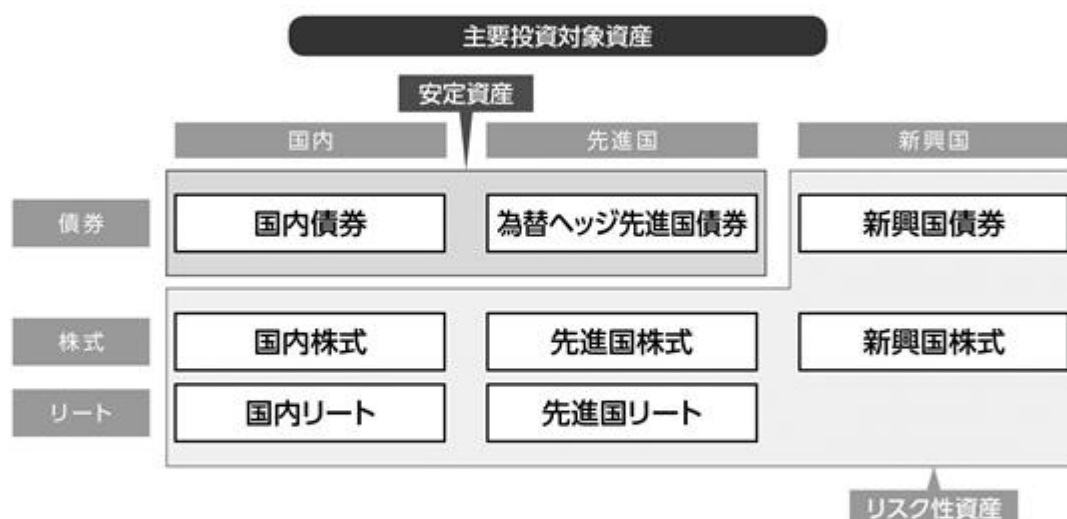 主要投資対象資産
安定資産
国内 先進国 新興国
債券 国内債券 為替ヘッジ先進国債券 新興国債券
株式 国内株式 先進国株式 新興国株式
リート 国内リート 先進国リート
リスク性資産